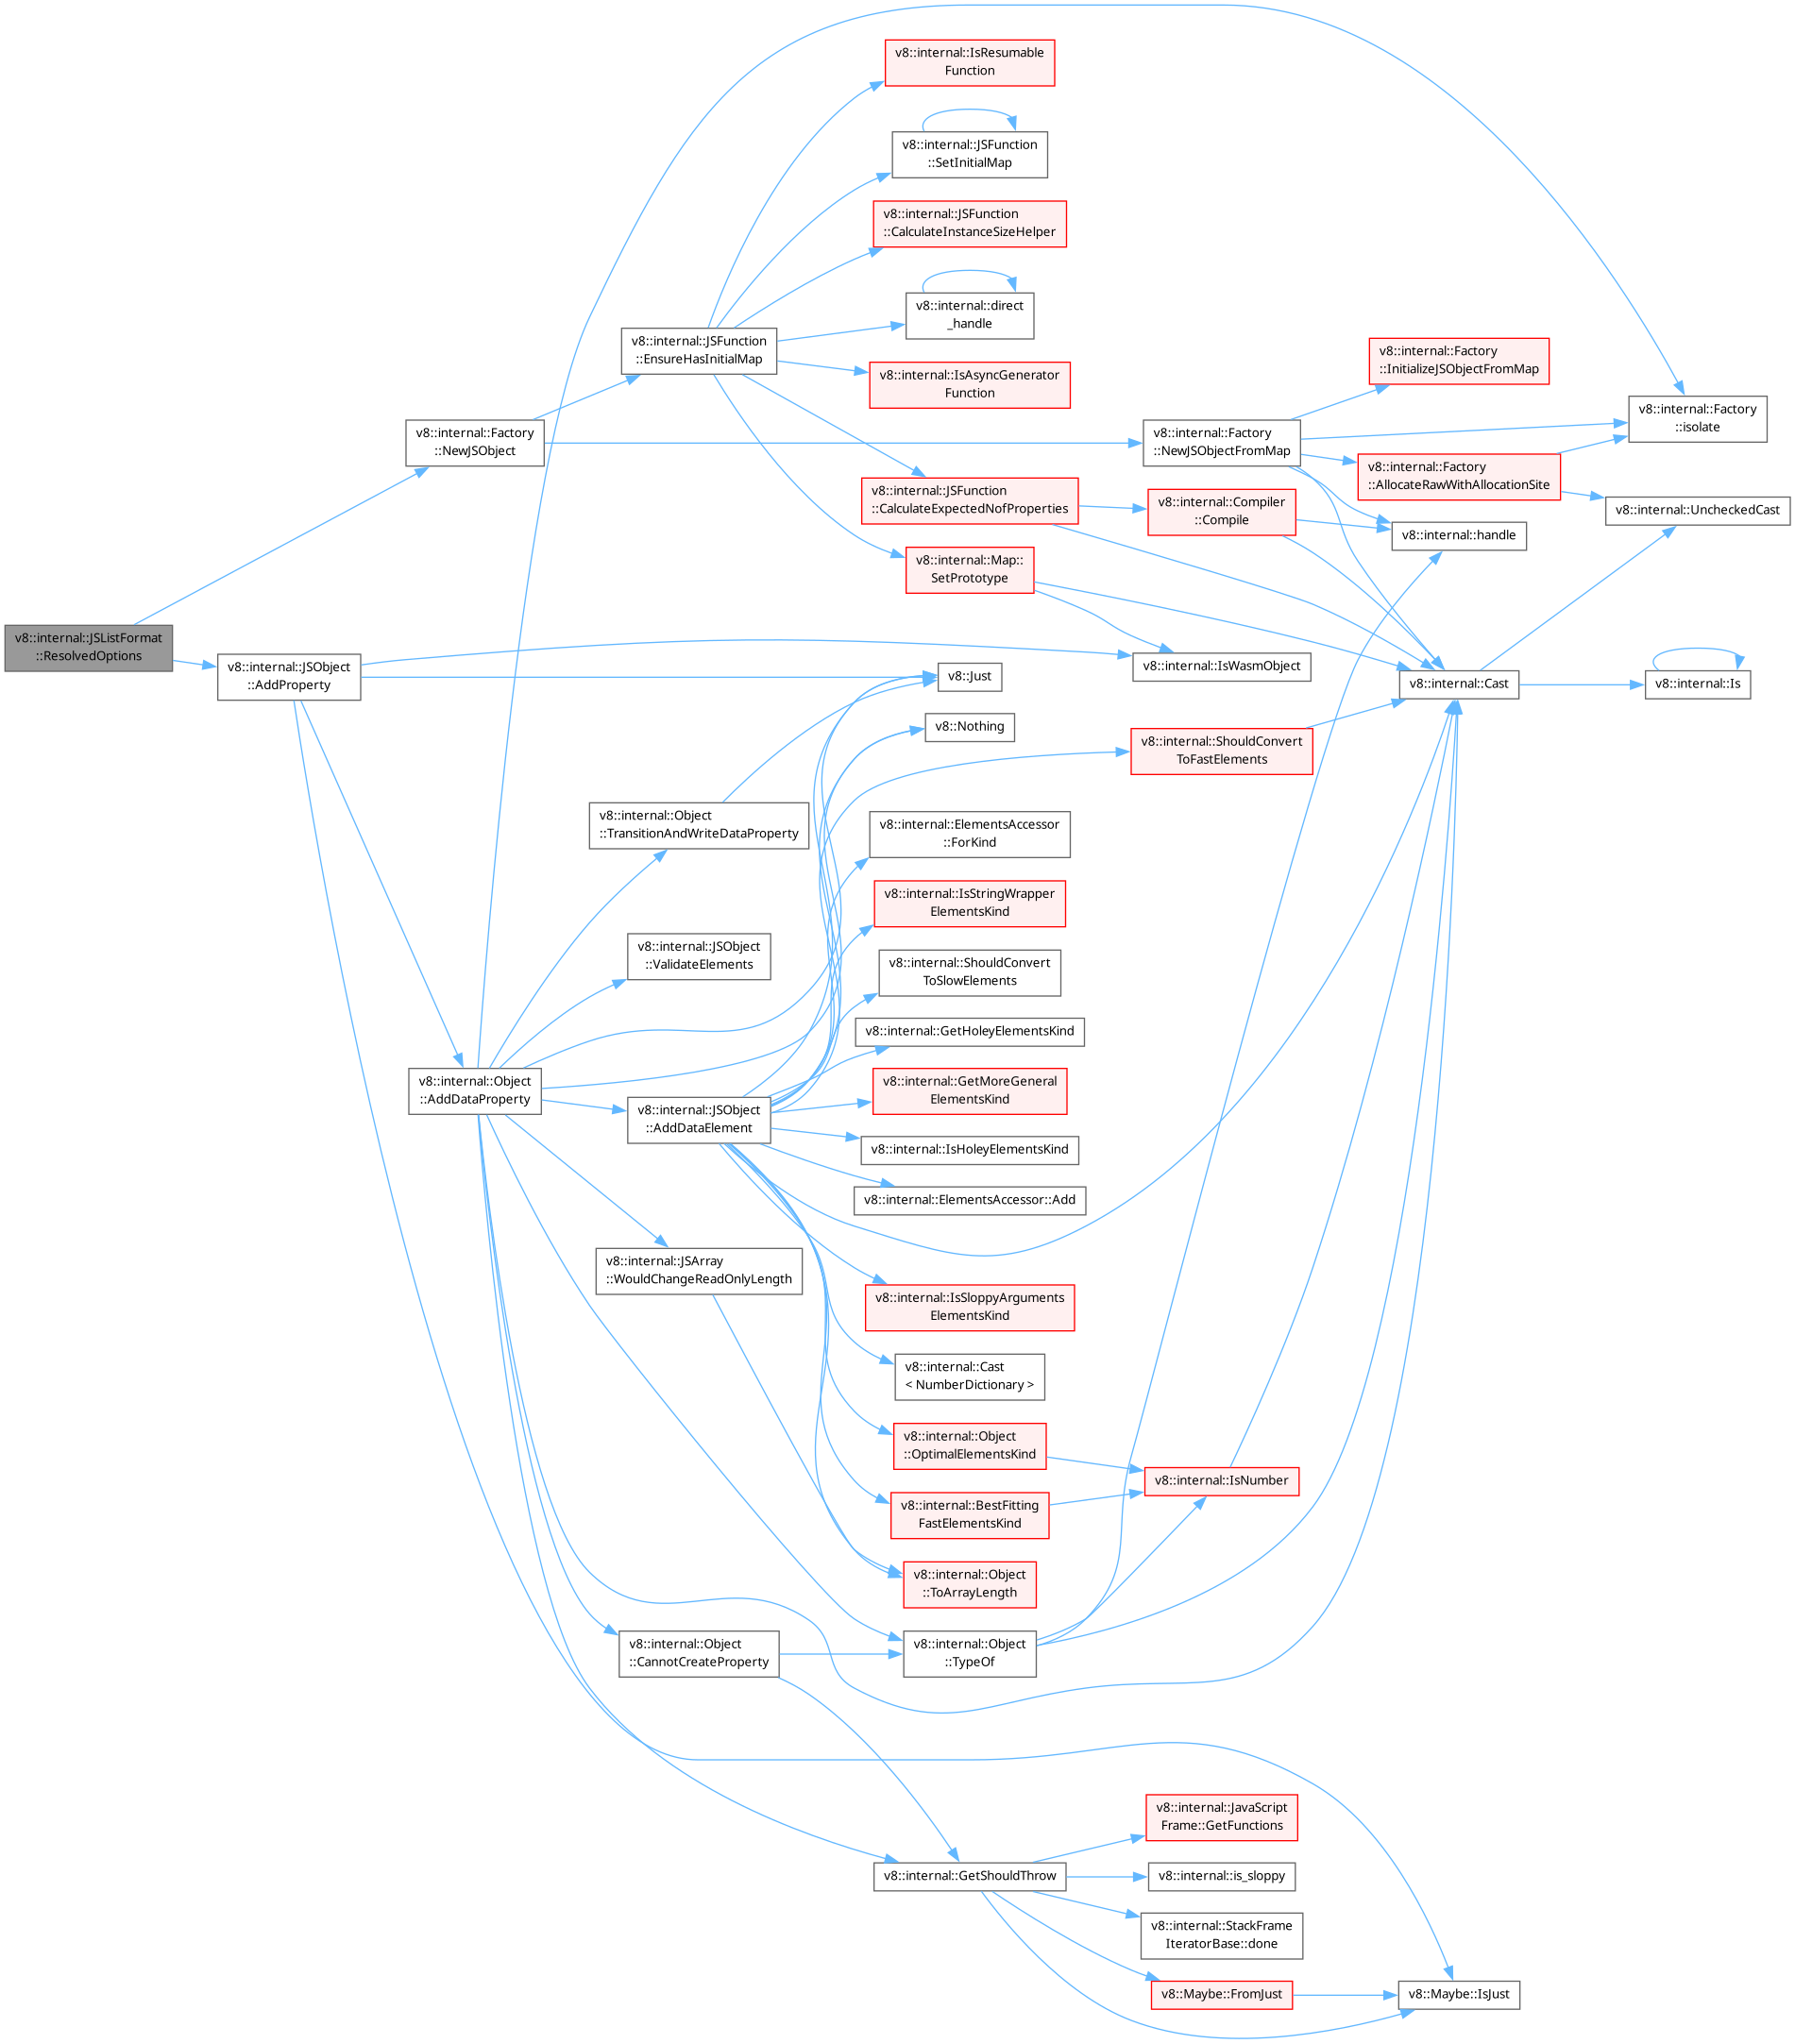 v8::internal::IsResumable
Function
v8::internal::JSFunction
::SetInitialMap
v8::internal::JSFunction
::CalculateInstanceSizeHelper
v8::internal::direct
_handle
v8::internal::JSFunction
::EnsureHasInitialMap
v8::internal::Factory
::InitializeJSObjectFromMap
v8::internal::IsAsyncGenerator
Function
v8::internal::Factory
::isolate
v8::internal::Factory
::NewJSObject
v8::internal::Factory
::NewJSObjectFromMap
v8::internal::Factory
::AllocateRawWithAllocationSite
v8::internal::JSFunction
::CalculateExpectedNofProperties
v8::internal::Compiler
::Compile
v8::internal::UncheckedCast
v8::internal::handle
v8::internal::Map::
SetPrototype
v8::internal::JSListFormat
::ResolvedOptions
v8::internal::JSObject
::AddProperty
v8::internal::IsWasmObject
v8::Just
v8::internal::Cast
v8::internal::Is
v8::Nothing
v8::internal::ShouldConvert
ToFastElements
v8::internal::Object
::TransitionAndWriteDataProperty
v8::internal::ElementsAccessor
::ForKind
v8::internal::IsStringWrapper
ElementsKind
v8::internal::JSObject
::ValidateElements
v8::internal::ShouldConvert
ToSlowElements
v8::internal::GetHoleyElementsKind
v8::internal::Object
::AddDataProperty
v8::internal::GetMoreGeneral
ElementsKind
v8::internal::JSObject
::AddDataElement
v8::internal::IsHoleyElementsKind
v8::internal::ElementsAccessor::Add
v8::internal::JSArray
::WouldChangeReadOnlyLength
v8::internal::IsSloppyArguments
ElementsKind
v8::internal::Cast
< NumberDictionary >
v8::internal::Object
::OptimalElementsKind
v8::internal::IsNumber
v8::internal::BestFitting
FastElementsKind
v8::internal::Object
::ToArrayLength
v8::internal::Object
::CannotCreateProperty
v8::internal::Object
::TypeOf
v8::internal::JavaScript
Frame::GetFunctions
v8::internal::GetShouldThrow
v8::internal::is_sloppy
v8::internal::StackFrame
IteratorBase::done
v8::Maybe::FromJust
v8::Maybe::IsJust